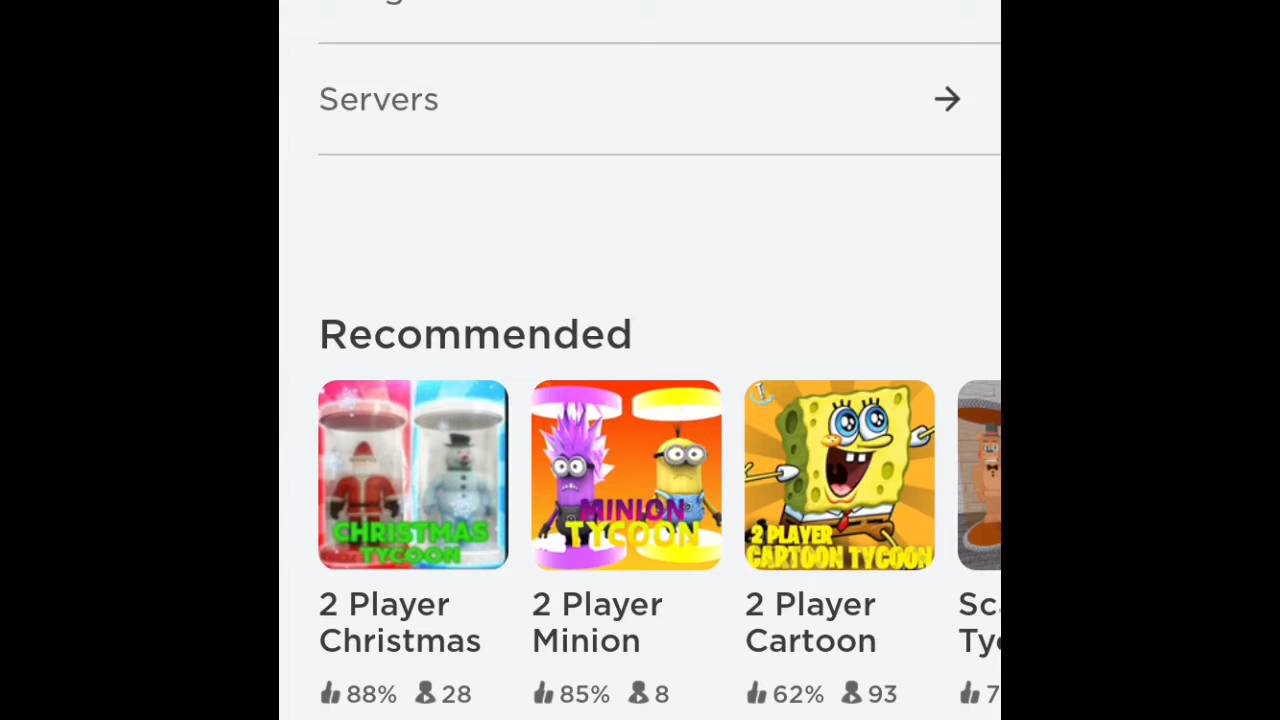 Servers
Recommended
CHRISTMAS
TYCOON
MINION
TYCOON
2 PLAYER
CARTOON TYCOON
2 Player
Christmas
2 Player
Minion
2 Player
Cartoon
88% 28
85% 8
62% 93